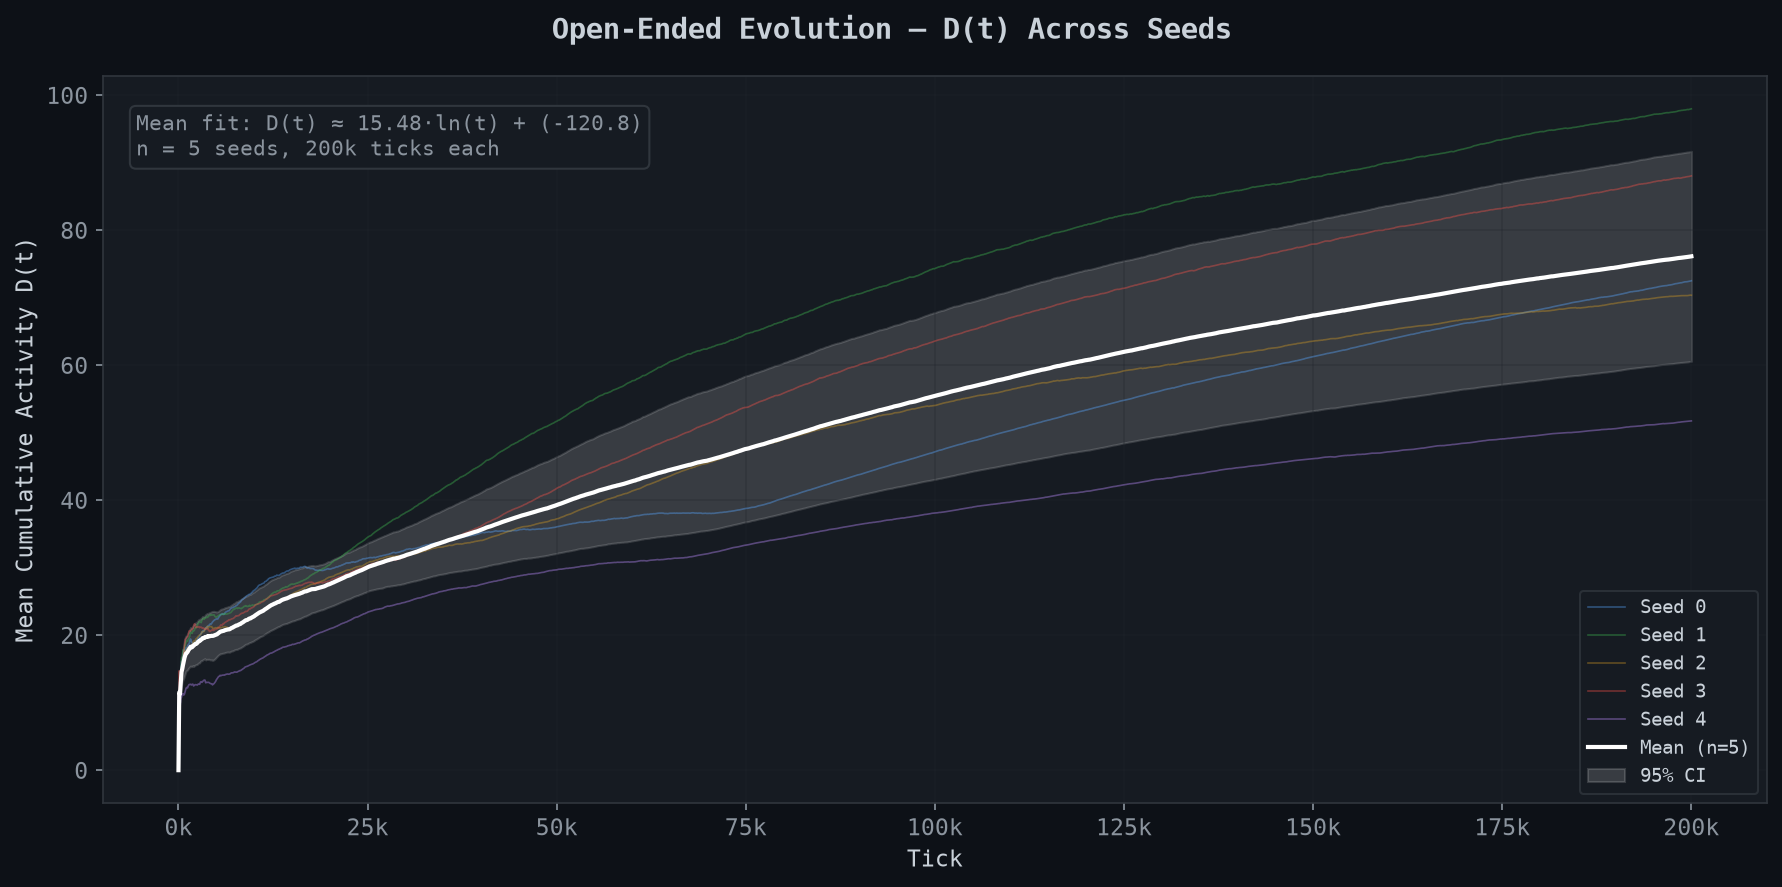 Open-Ended Evolution — D(t) Across Seeds
Mean fit: D(t) ≈ 15.48·ln(t) + (-120.8)
n = 5 seeds, 200k ticks each
Mean Cumulative Activity D(t)
100
80
60
40
20
0
0k
25k
50k
75k
100k
125k
150k
175k
200k
Tick
Seed 0
Seed 1
Seed 2
Seed 3
Seed 4
Mean (n=5)
95% CI